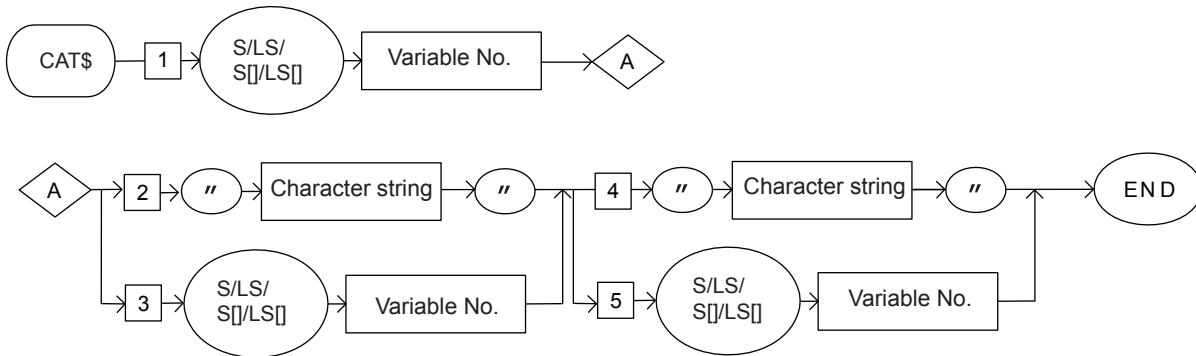 CAT$ 1 S/LS/ Variable No. A
S[]/LS[]
A 2 〃 Character string 〃 4 〃 Character string 〃 END
3 S/LS/ Variable No. 5 S/LS/ Variable No.
S[]/LS[] S[]/LS[]